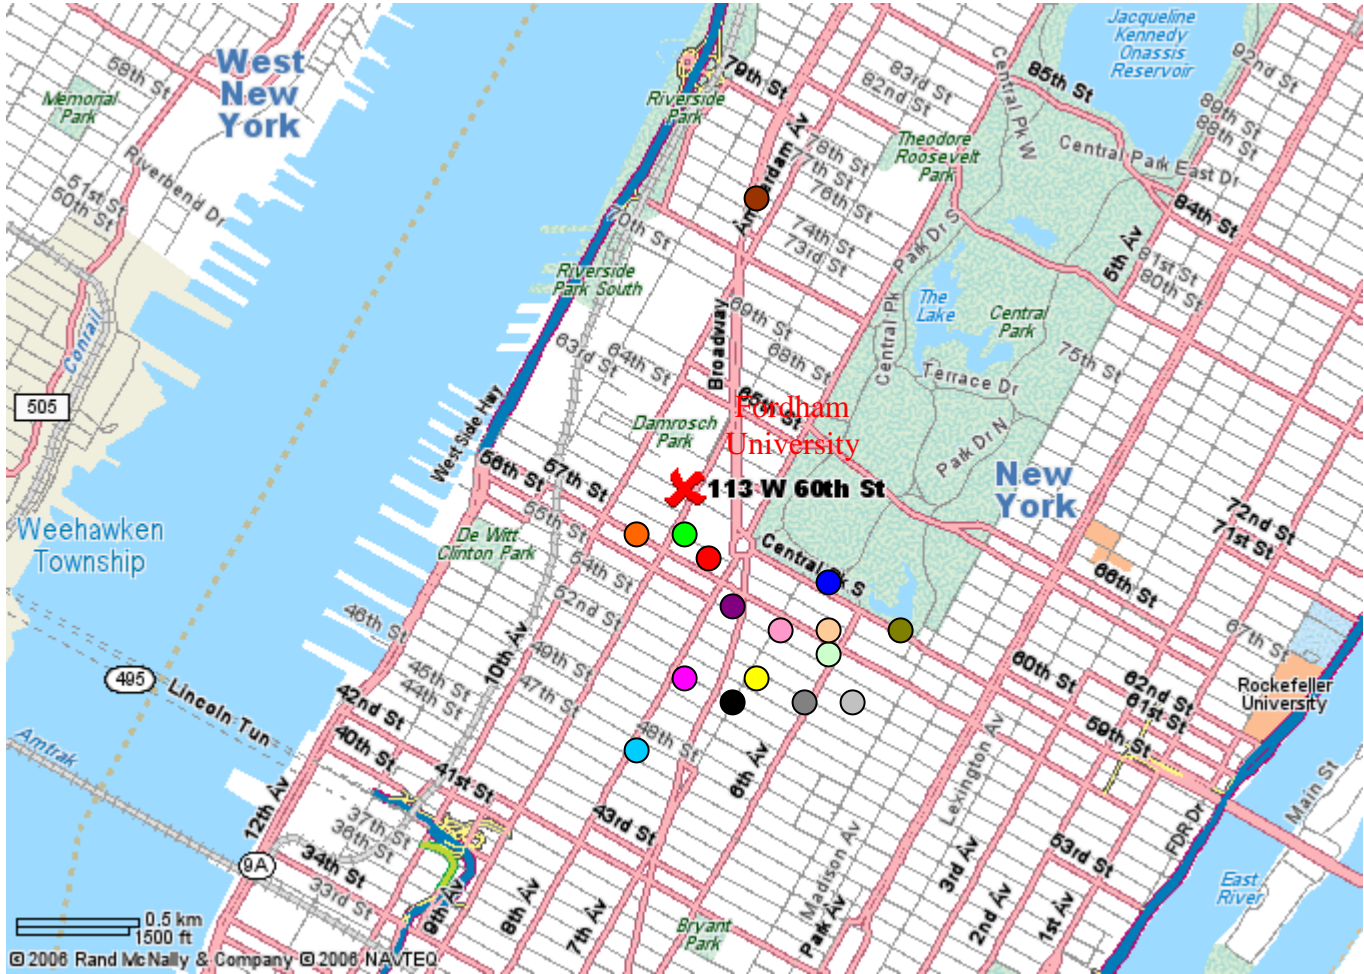 Jacqueline
Kennedy
Onassis
Reservoir
West
New
York
58th St
Memorial
Park
79th St
83rd St
82nd St
Central Pk W
85th St
92nd St
89th St
88th St
Riverside
Park
Riverbend Dr
51st St
60th St
78th St
77th St
76th St
Theodore
Roosevelt
Park
Central Park East Dr
84th St
70th St
74th St
73rd St
Park Dr S
5th Av
81st St
80th St
Riverside
Park South
The
Lake
Central
Park
Conrail
Broadway
69th St
68th St
Central Pk
75th St
63rd St
64th St
Terrace Dr
505
65th St
Fordham
University
Damrosch
Park
Park Dr N
West Side Hwy
56th St
57th St
113 W 60th St
New
York
Weehawken
Township
55th St
De Witt
Clinton Park
54th St
Central Pk S
72nd St
71st St
66th St
52nd St
46th St
67th St
10th Av
49th St
60th St
62nd St
61st St
Rockefeller
University
495
Lincoln Tun
45th St
44th St
47th St
42nd St
48th St
59th St
Amtrak
40th St
41st St
6th Av
Lexington Av
Main St
12th Av
37th St
36th St
43rd St
FDR Dr
9A
34th St
33rd St
Madison Av
3rd Av
53rd St
East
River
9th Av
8th Av
7th Av
Park Av
2nd Av
1st Av
Bryant
Park
0.5 km
1500 ft
© 2006 Rand McNally & Company © 2006 NAVTEQ